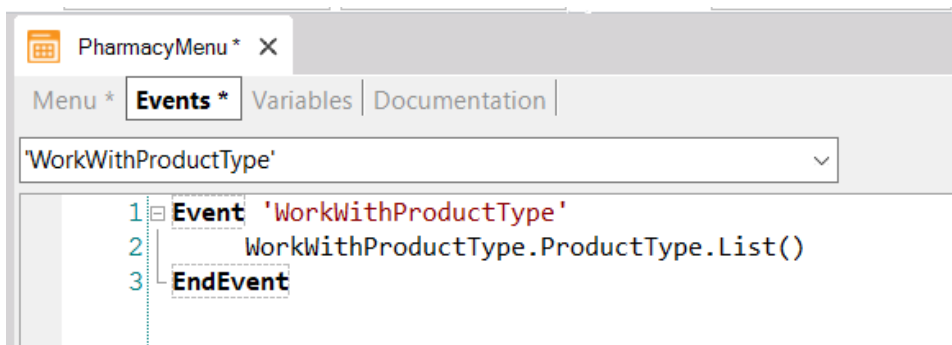 PharmacyMenu *
Menu * Events * Variables Documentation
'WorkWithProductType'
1 Event 'WorkWithProductType'
2 WorkWithProductType.ProductType.List()
3 EndEvent